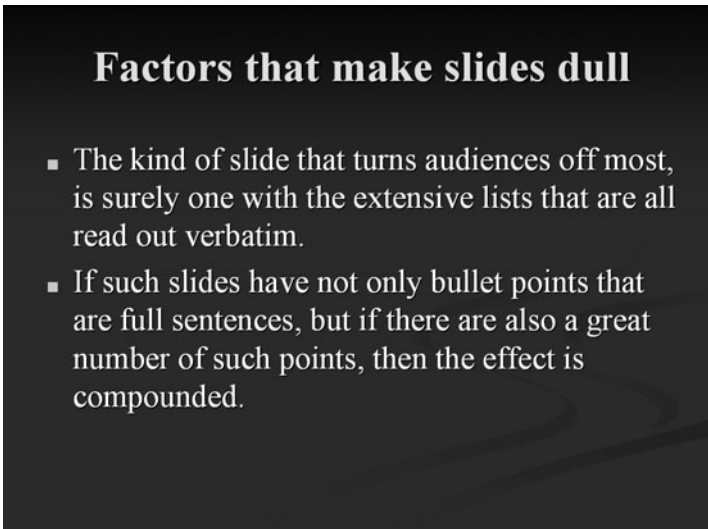 Factors that make slides dull
The kind of slide that turns audiences off most,
is surely one with the extensive lists that are all
read out verbatim.
If such slides have not only bullet points that
are full sentences, but if there are also a great
number of such points, then the effect is
compounded.